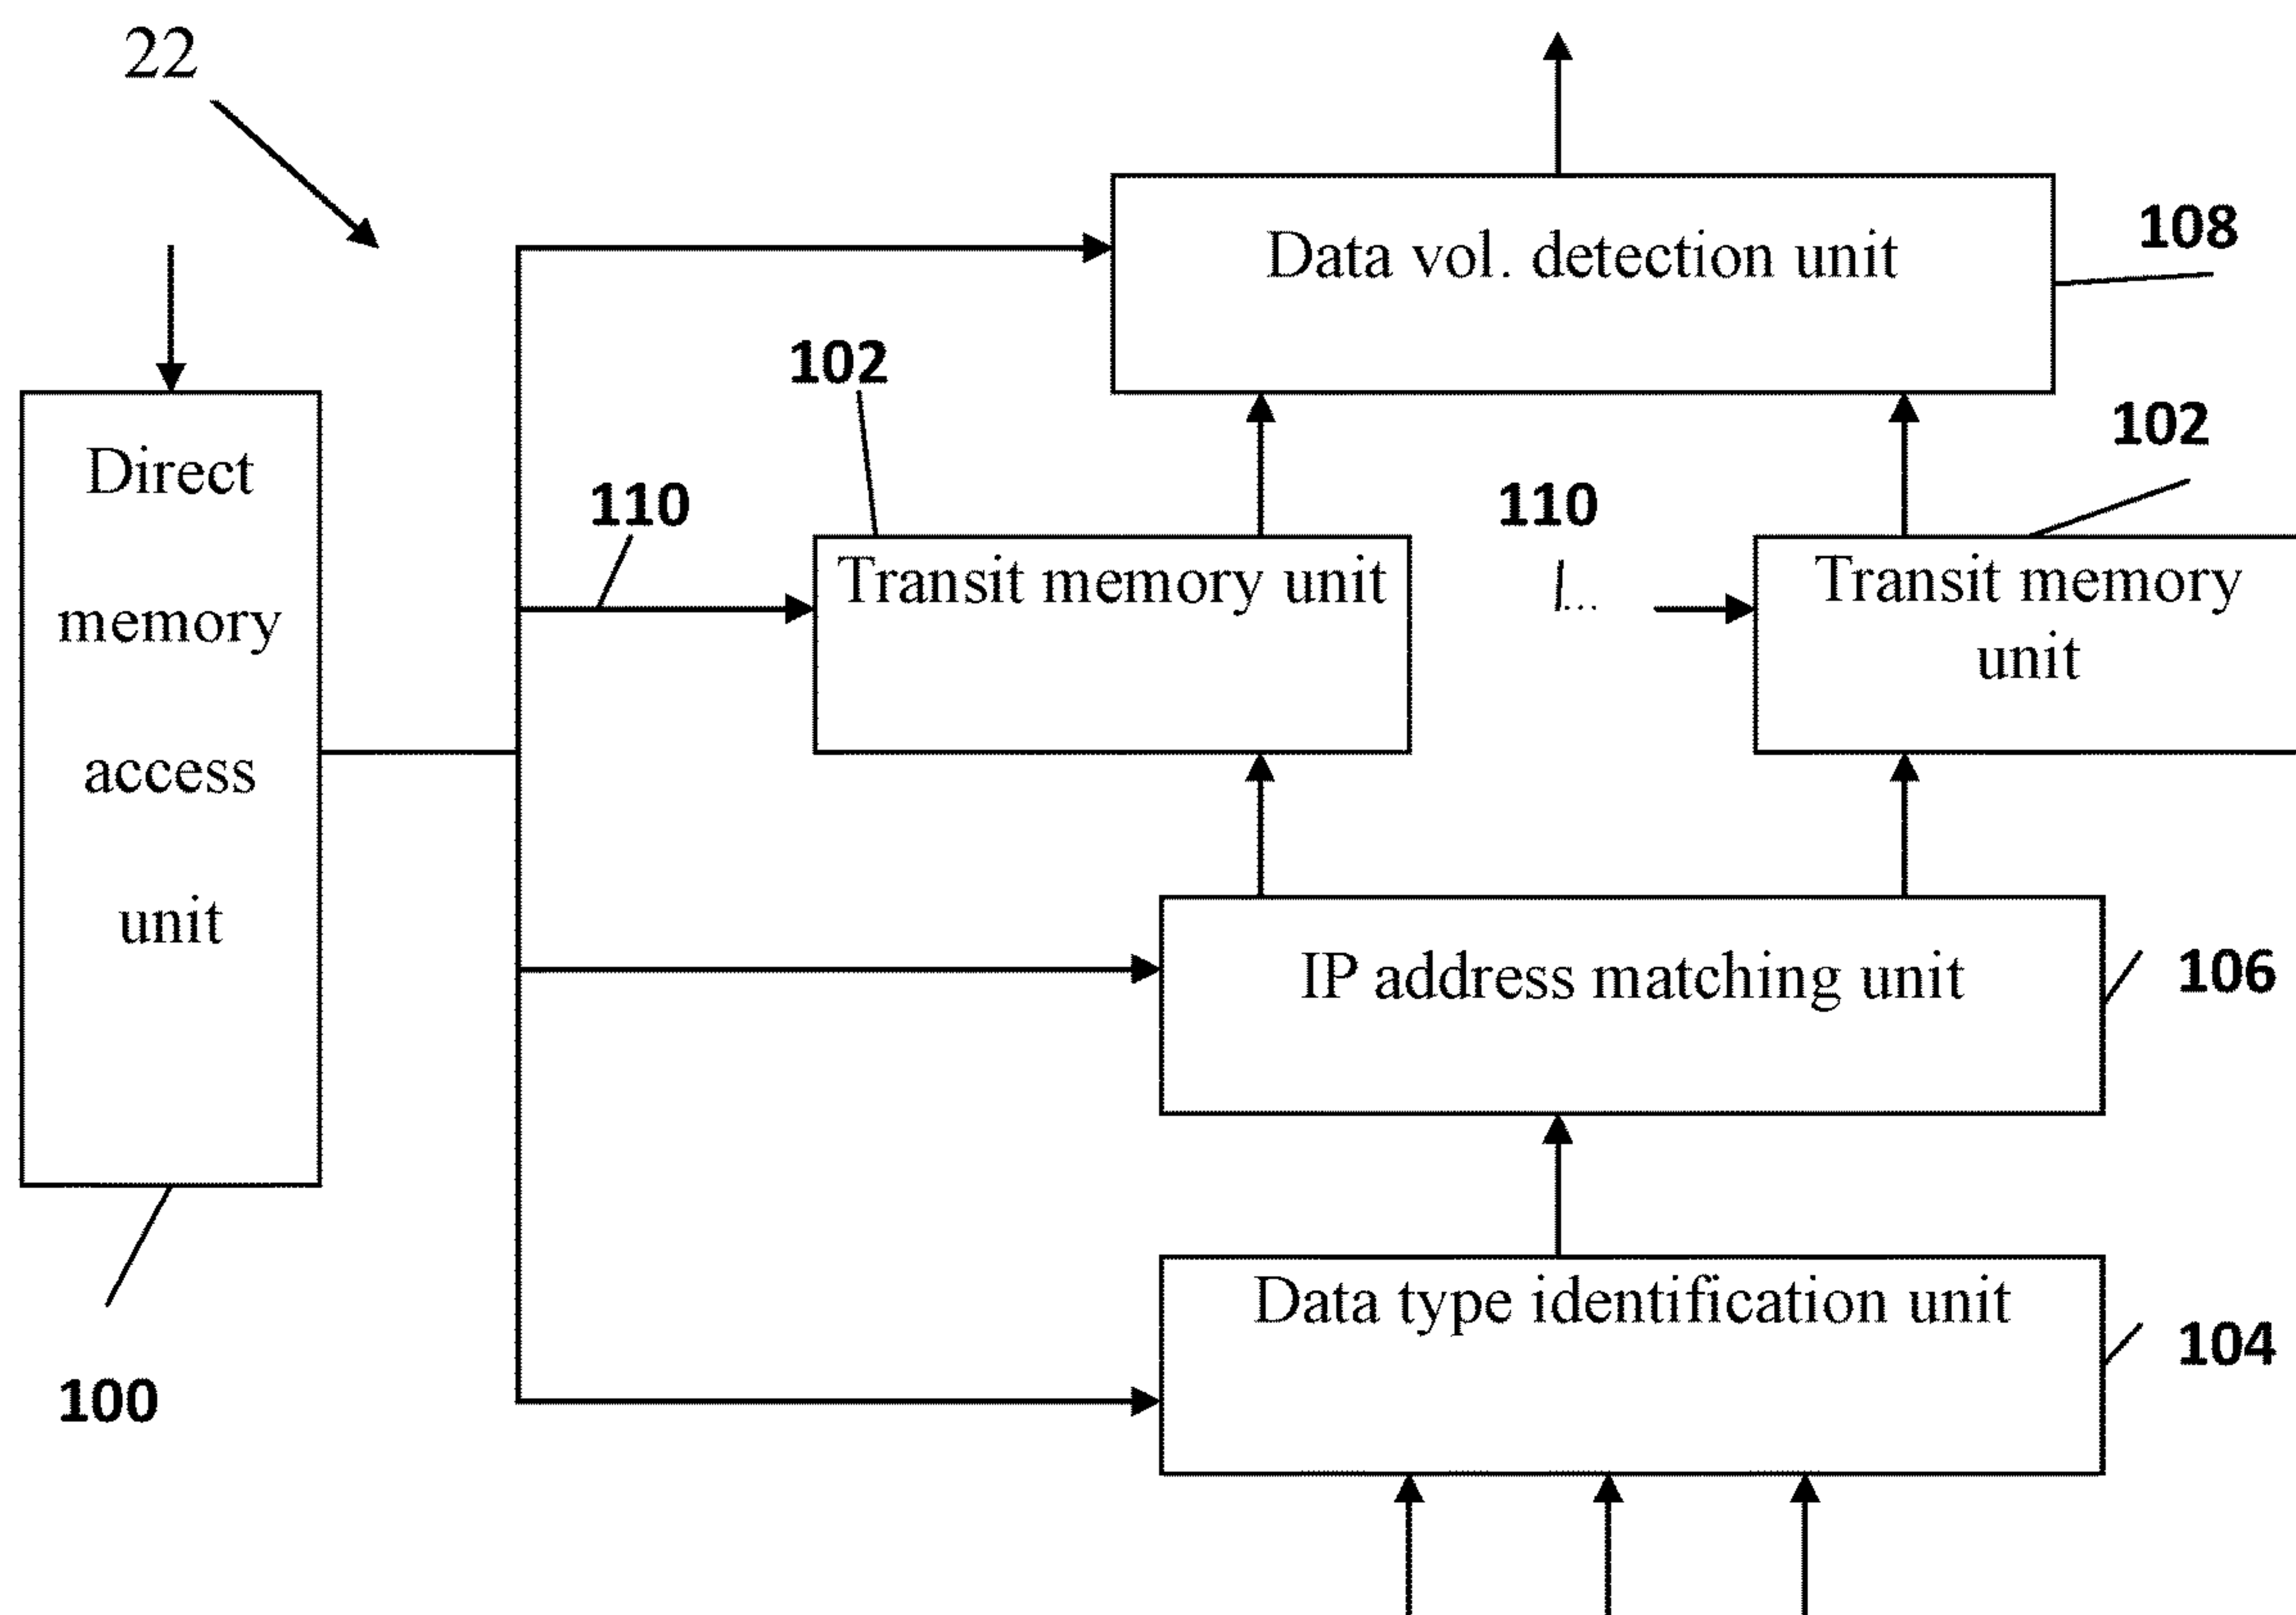 22
Data vol. detection unit
108
102
102
Direct
memory
access
unit
110
Transit memory unit
110
...
Transit memory
unit
IP address matching unit
106
Data type identification unit
104
100